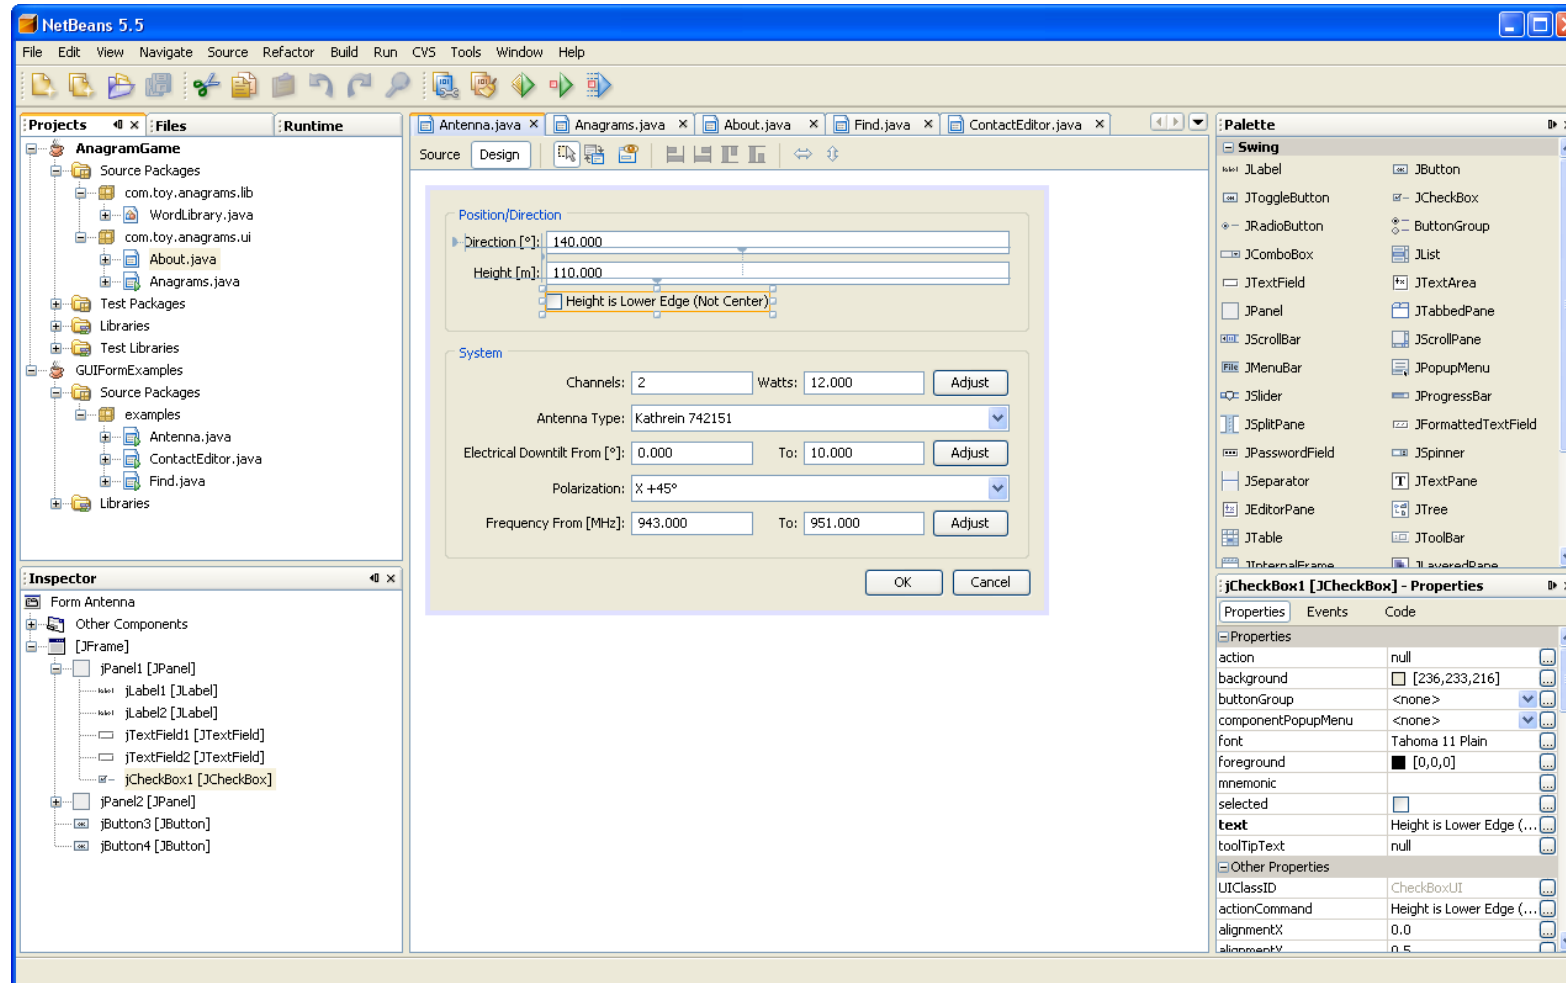 NetBeans 5.5
File Edit View Navigate Source Refactor Build Run CVS Tools Window Help
Projects
Files
Runtime
AnagramGame
Source Packages
com.toy.anagrams.lib
WordLibrary.java
com.toy.anagrams.ui
About.java
Anagrams.java
Test Packages
Libraries
Test Libraries
GUIFormExamples
Source Packages
examples
Antenna.java
ContactEditor.java
Find.java
Libraries
Inspector
Form Antenna
Other Components
[JFrame]
jPanel1 [JPanel]
jLabel1 [JLabel]
jLabel2 [JLabel]
jTextField1 [JTextField]
jTextField2 [JTextField]
jCheckBox1 [JCheckBox]
jPanel2 [JPanel]
jButton3 [JButton]
jButton4 [JButton]
Antenna.java
Anagrams.java
About.java
Find.java
ContactEditor.java
Source Design
Position/Direction
Direction [°]: 140.000
Height [m]: 110.000
Height is Lower Edge (Not Center)
System
Channels: 2 Watts: 12.000 Adjust
Antenna Type: Kathrein 742151
Electrical Downtilt From [°]: 0.000 To: 10.000 Adjust
Polarization: X +45°
Frequency From [MHz]: 943.000 To: 951.000 Adjust
OK Cancel
Palette
Swing
JLabel JButton
JToggleButton JCheckBox
JRadioButton ButtonGroup
JComboBox JList
JTextField JTextArea
JPanel JTabbedPane
JScrollBar JScrollPane
JMenuBar JPopupMenu
JSlider JProgressBar
JSplitPane JFormattedTextField
JPasswordField JSpinner
JSeparator JTextPane
JEditorPane JTree
JTable JToolBar
JInternalFrame JLayeredPane
jCheckBox1 [JCheckBox] - Properties
Properties Events Code
Properties
action null
background [236,233,216]
buttonGroup <none>
componentPopupMenu <none>
font Tahoma 11 Plain
foreground [0,0,0]
mnemonic
selected
text Height is Lower Edge (...
toolTipText null
Other Properties
UIClassID CheckBoxUI
actionCommand Height is Lower Edge (...
alignmentX 0.0
alignmentY 0.5